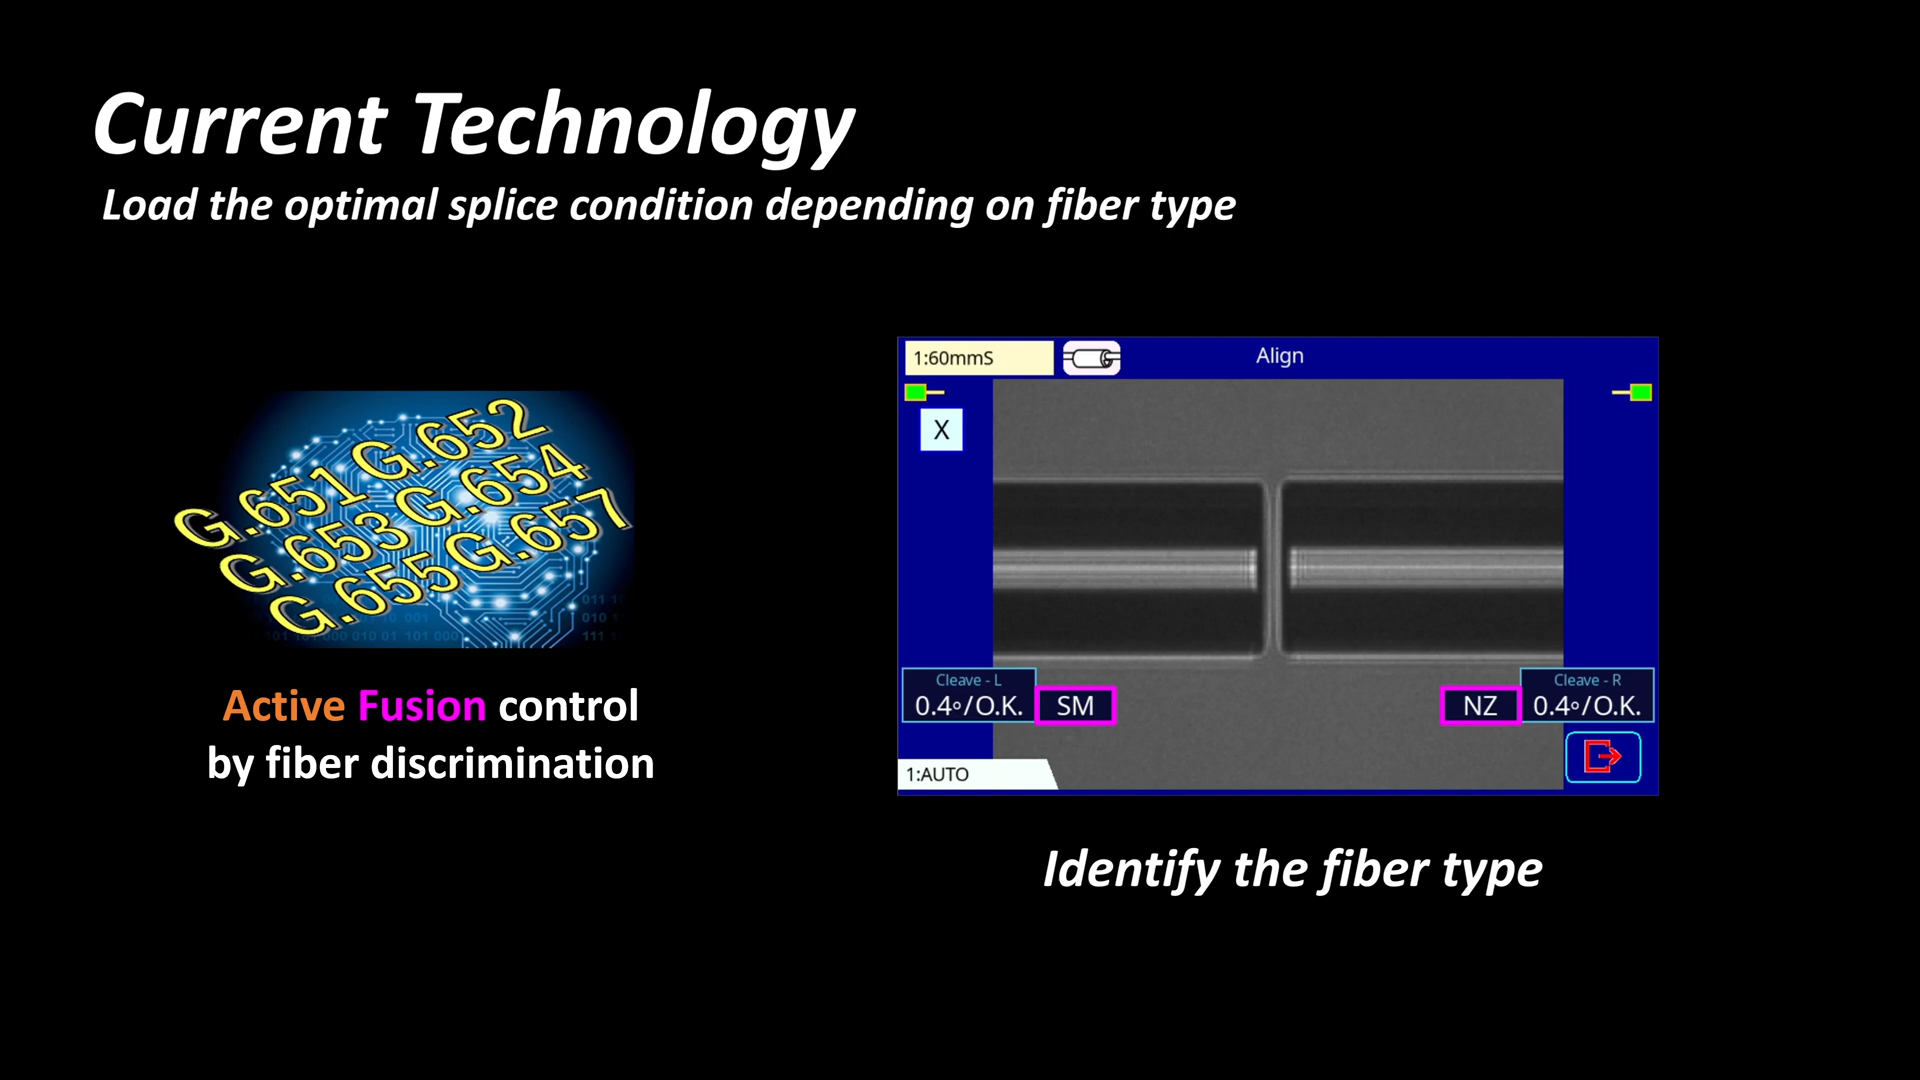 Current Technology
Load the optimal splice condition depending on fiber type
G.651 G.652
G.653 G.654
G.655 G.657
Active Fusion control
by fiber discrimination
1:60mmS
Align
X
Cleave - L
0.4°/O.K.
SM
NZ
Cleave - R
0.4°/O.K.
1:AUTO
Identify the fiber type